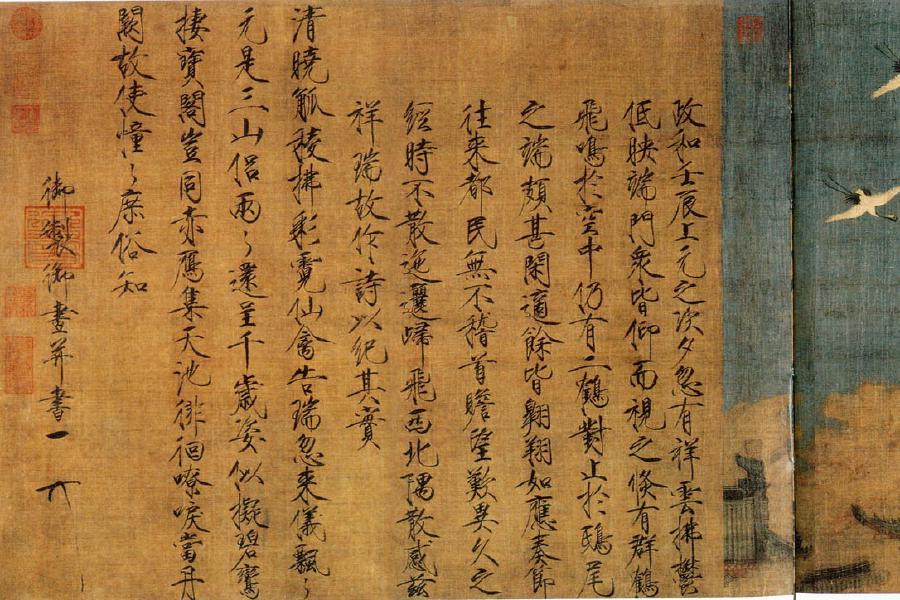 政和壬辰上元之次夕忽有祥雲拂鬱
低映端門眾皆仰而視之倏有群鶴
飛鳴於空中仍有二鶴對止於鴟尾
之端頗甚閑適餘皆翱翔如應奏節
往來都民無不稽首瞻望歎異久之
經時不散迤邐歸飛西北隅散感茲
祥瑞故作詩以紀其實
清曉觚稜拂彩霓仙禽告瑞忽來儀飄〻
元是三山侶兩〻還呈千歲姿似擬碧鸞
棲寶閣豈同赤鴈集天池徘徊嘹唳當丹
闕故使憧〻庶俗知
御製御畫并書